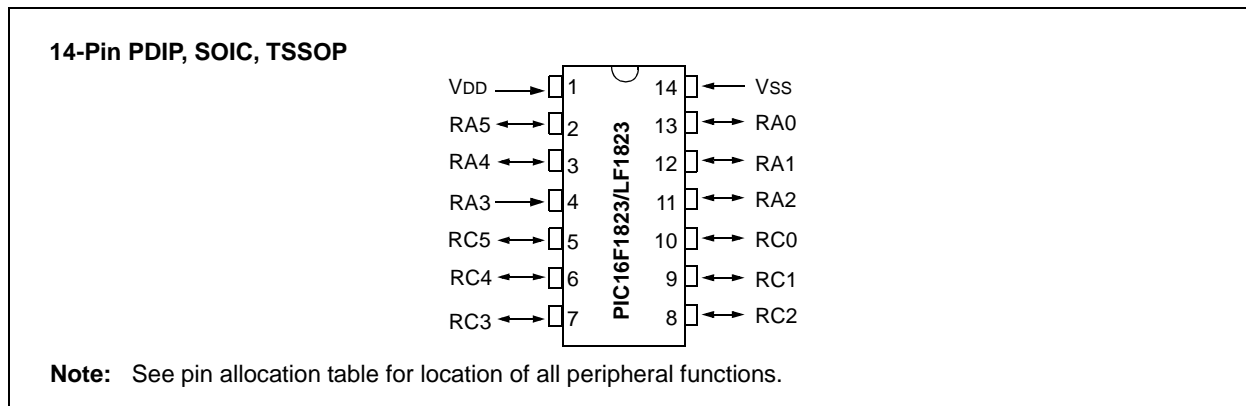 14-Pin PDIP, SOIC, TSSOP
VDD 1 14 VSS
RA5 2 13 RA0
RA4 3 12 RA1
RA3 4 11 RA2
RC5 5 10 RC0
RC4 6 9 RC1
RC3 7 8 RC2
PIC16F1823/LF1823
Note: See pin allocation table for location of all peripheral functions.